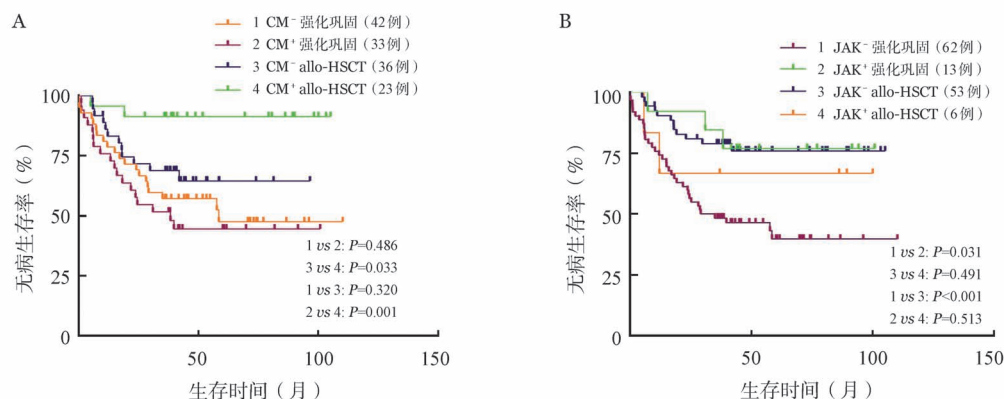 A
1 CM⁻强化巩固(42例)
2 CM⁺强化巩固(33例)
3 CM⁻allo-HSCT(36例)
4 CM⁺allo-HSCT(23例)
无病生存率(%)
100
75
50
25
0
1 vs 2: P=0.486
3 vs 4: P=0.033
1 vs 3: P=0.320
2 vs 4: P=0.001
50
100
150
生存时间(月)
B
1 JAK⁻强化巩固(62例)
2 JAK⁺强化巩固(13例)
3 JAK⁻allo-HSCT(53例)
4 JAK⁺allo-HSCT(6例)
无病生存率(%)
100
75
50
25
0
1 vs 2: P=0.031
3 vs 4: P=0.491
1 vs 3: P<0.001
2 vs 4: P=0.513
50
100
150
生存时间(月)